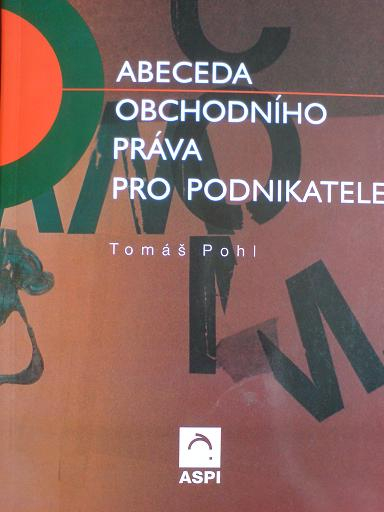 ABECEDA
OBCHODNÍHO
PRÁVA
PRO PODNIKATELE
Tomáš Pohl
ASPI